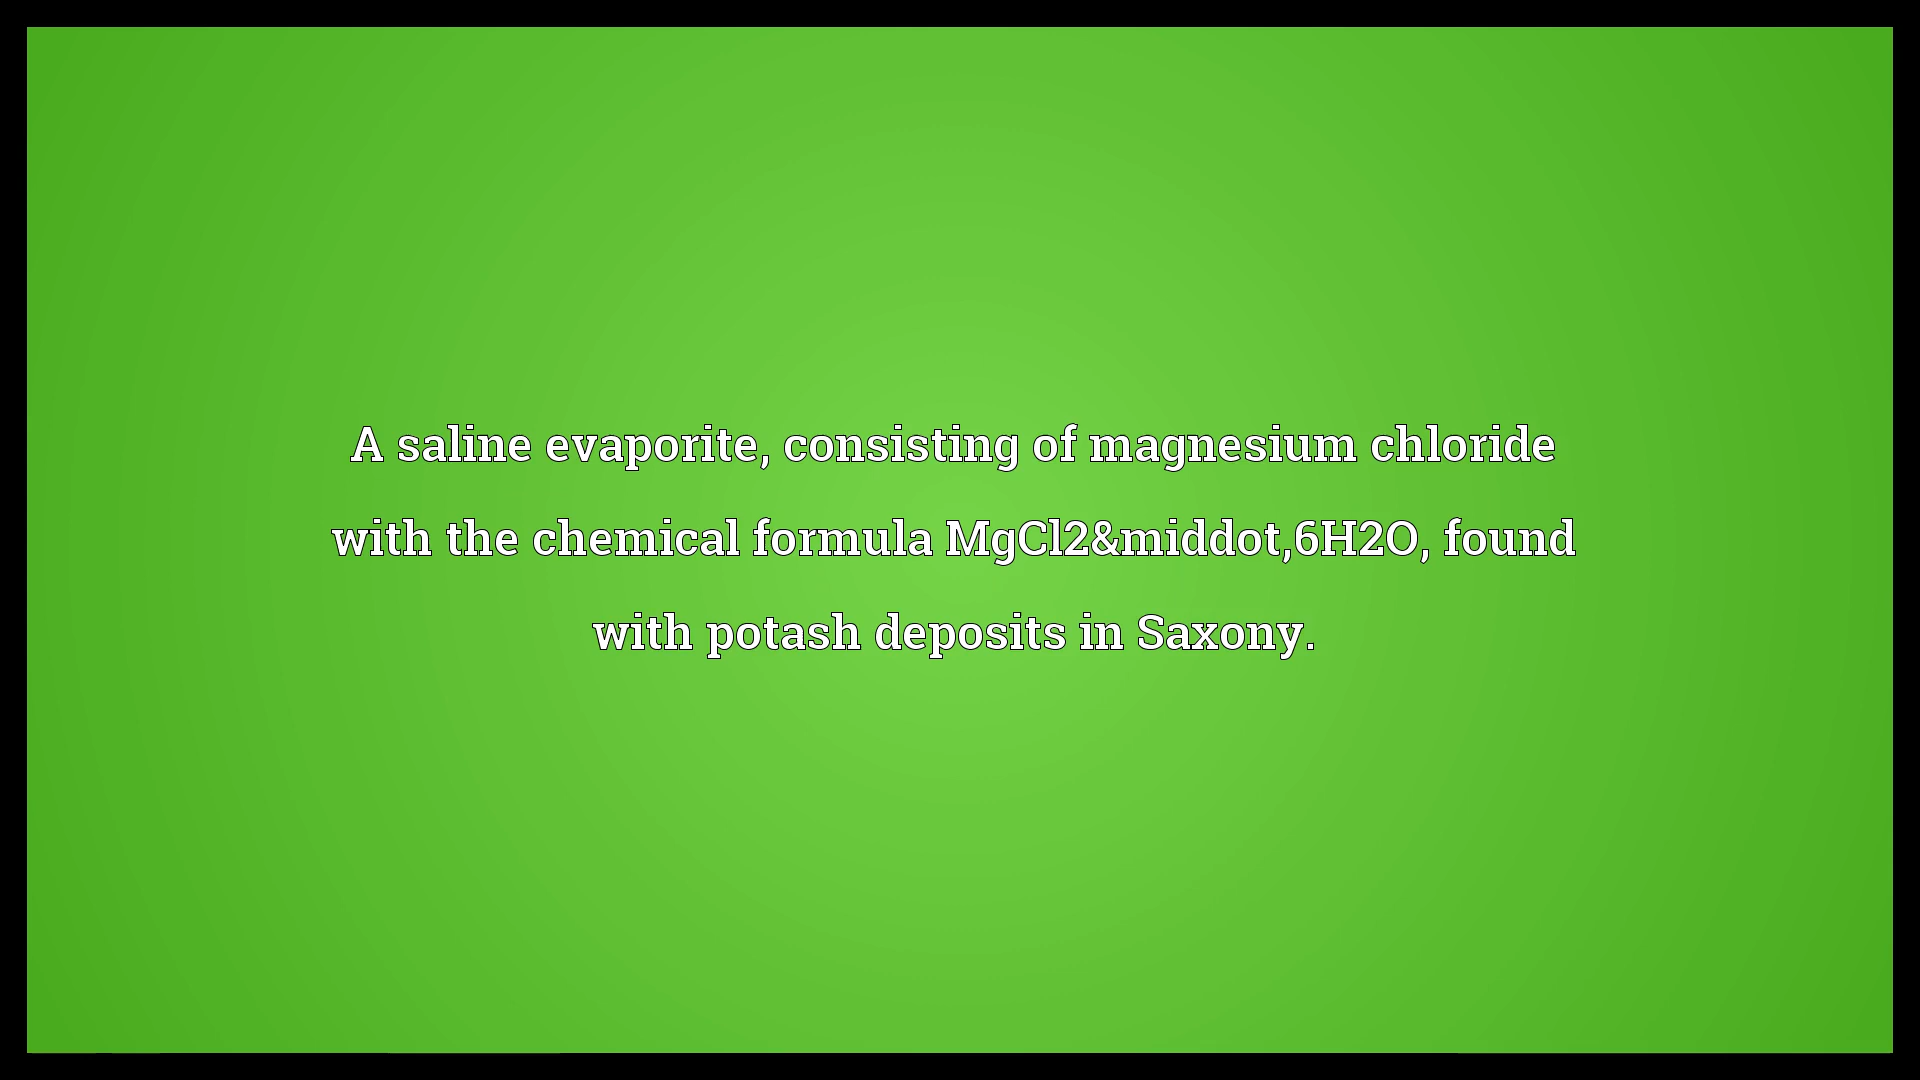 A saline evaporite, consisting of magnesium chloride
with the chemical formula MgCl2&middot,6H2O, found
with potash deposits in Saxony.